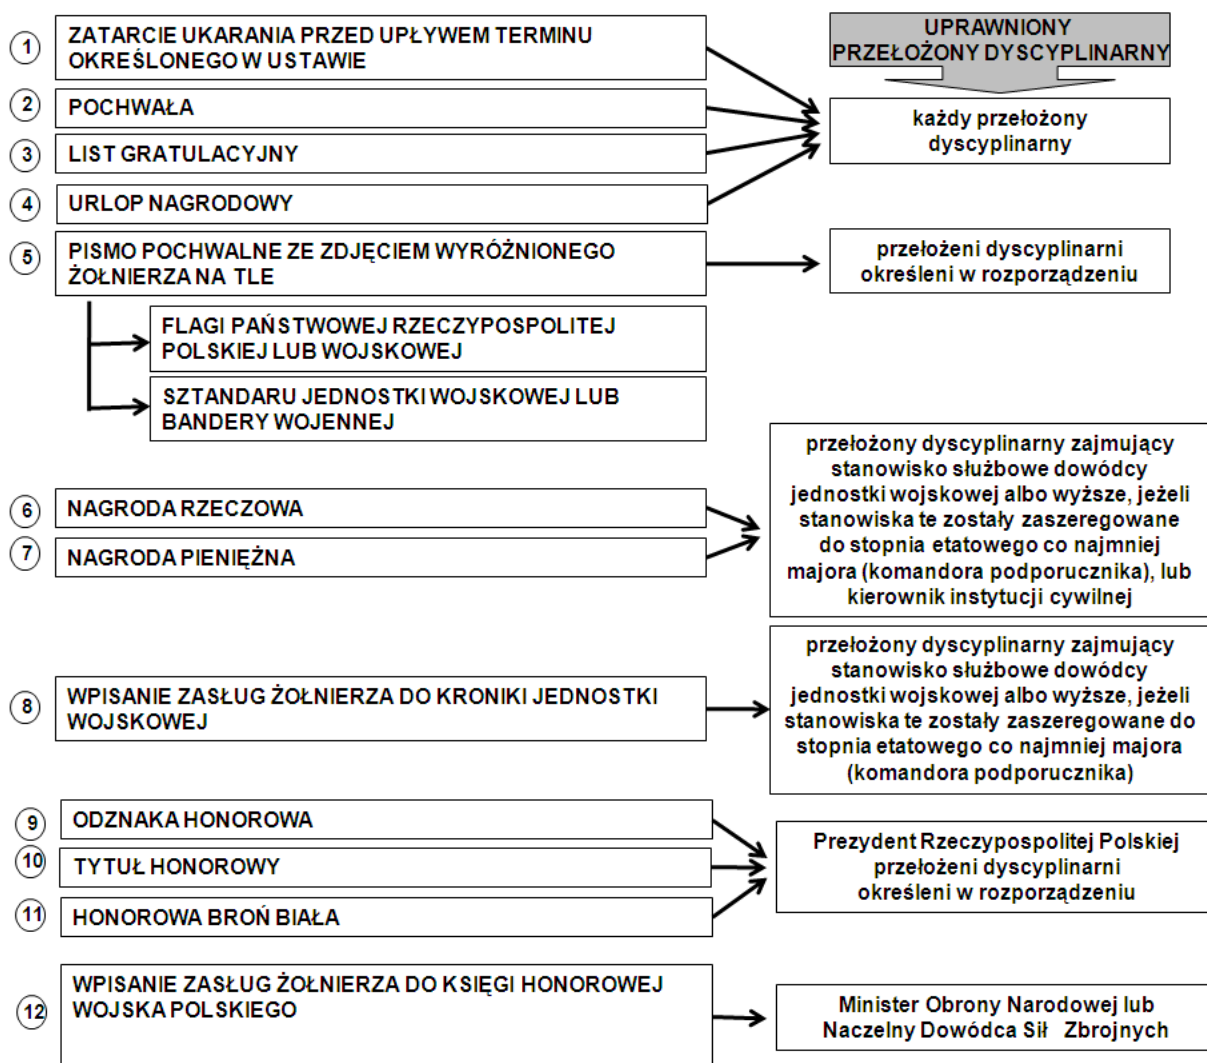 UPRAWNIONY
PRZEŁOŻONY DYSCYPLINARNY
1
ZATARCIE UKARANIA PRZED UPŁYWEM TERMINU
OKREŚLONEGO W USTAWIE
2
POCHWAŁA
3
LIST GRATULACYJNY
4
URLOP NAGRODOWY
każdy przełożony
dyscyplinarny
5
PISMO POCHWALNE ZE ZDJĘCIEM WYRÓŻNIONEGO
ŻOŁNIERZA NA TLE
przełożeni dyscyplinarni
określeni w rozporządzeniu
FLAGI PAŃSTWOWEJ RZECZYPOSPOLITEJ
POLSKIEJ LUB WOJSKOWEJ
SZTANDARU JEDNOSTKI WOJSKOWEJ LUB
BANDERY WOJENNEJ
6
NAGRODA RZECZOWA
7
NAGRODA PIENIĘŻNA
przełożony dyscyplinarny zajmujący
stanowisko służbowe dowódcy
jednostki wojskowej albo wyższe, jeżeli
stanowiska te zostały zaszeregowane
do stopnia etatowego co najmniej
majora (komandora podporucznika), lub
kierownik instytucji cywilnej
8
WPISANIE ZASŁUG ŻOŁNIERZA DO KRONIKI JEDNOSTKI
WOJSKOWEJ
przełożony dyscyplinarny zajmujący
stanowisko służbowe dowódcy
jednostki wojskowej albo wyższe, jeżeli
stanowiska te zostały zaszeregowane do
stopnia etatowego co najmniej majora
(komandora podporucznika)
9
ODZNAKA HONOROWA
10
TYTUŁ HONOROWY
11
HONOROWA BROŃ BIAŁA
Prezydent Rzeczypospolitej Polskiej
przełożeni dyscyplinarni
określeni w rozporządzeniu
12
WPISANIE ZASŁUG ŻOŁNIERZA DO KSIĘGI HONOROWEJ
WOJSKA POLSKIEGO
Minister Obrony Narodowej lub
Naczelny Dowódca Sił Zbrojnych